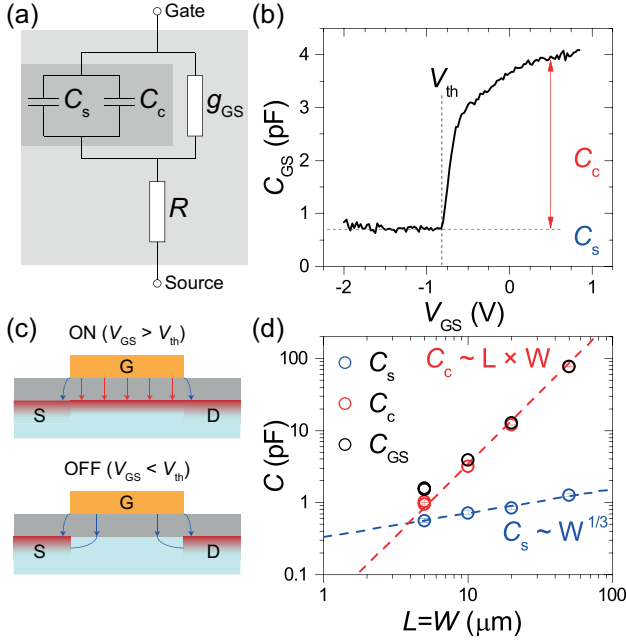 (a)
Gate
C_s
C_c
g_GS
R
Source
(b)
C_GS (pF)
4
3
2
1
0
V_th
C_c
C_s
-2
-1
0
1
V_GS (V)
(c)
ON (V_GS > V_th)
G
S
D
OFF (V_GS < V_th)
G
S
D
(d)
C (pF)
100
10
1
0.1
C_s
C_c
C_GS
C_c ~ L × W
C_s ~ W^1/3
1
10
100
L=W (μm)